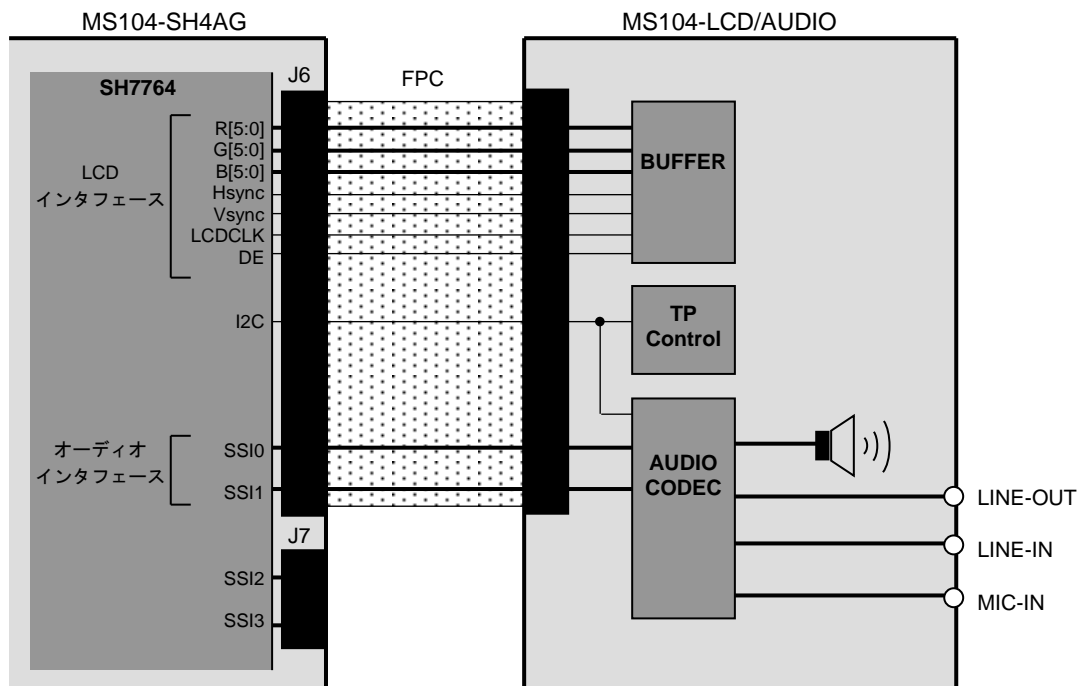 MS104-SH4AG
MS104-LCD/AUDIO
SH7764
J6
FPC
LCD
インタフェース
R[5:0]
G[5:0]
B[5:0]
Hsync
Vsync
LCDCLK
DE
BUFFER
I2C
TP
Control
オーディオ
インタフェース
SSI0
SSI1
AUDIO
CODEC
LINE-OUT
LINE-IN
MIC-IN
J7
SSI2
SSI3